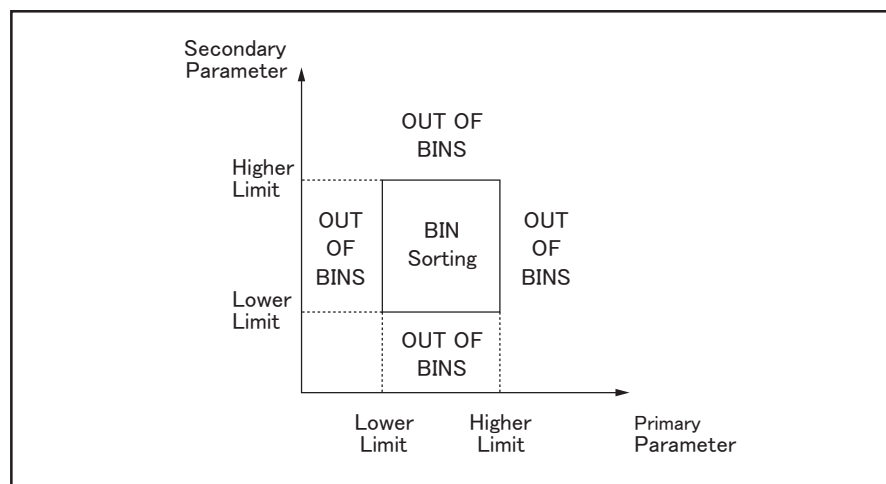 Secondary
Parameter
OUT OF
BINS
Higher
Limit
OUT
OF
BINS
BIN
Sorting
OUT
OF
BINS
Lower
Limit
OUT OF
BINS
Lower
Limit
Higher
Limit
Primary
Parameter